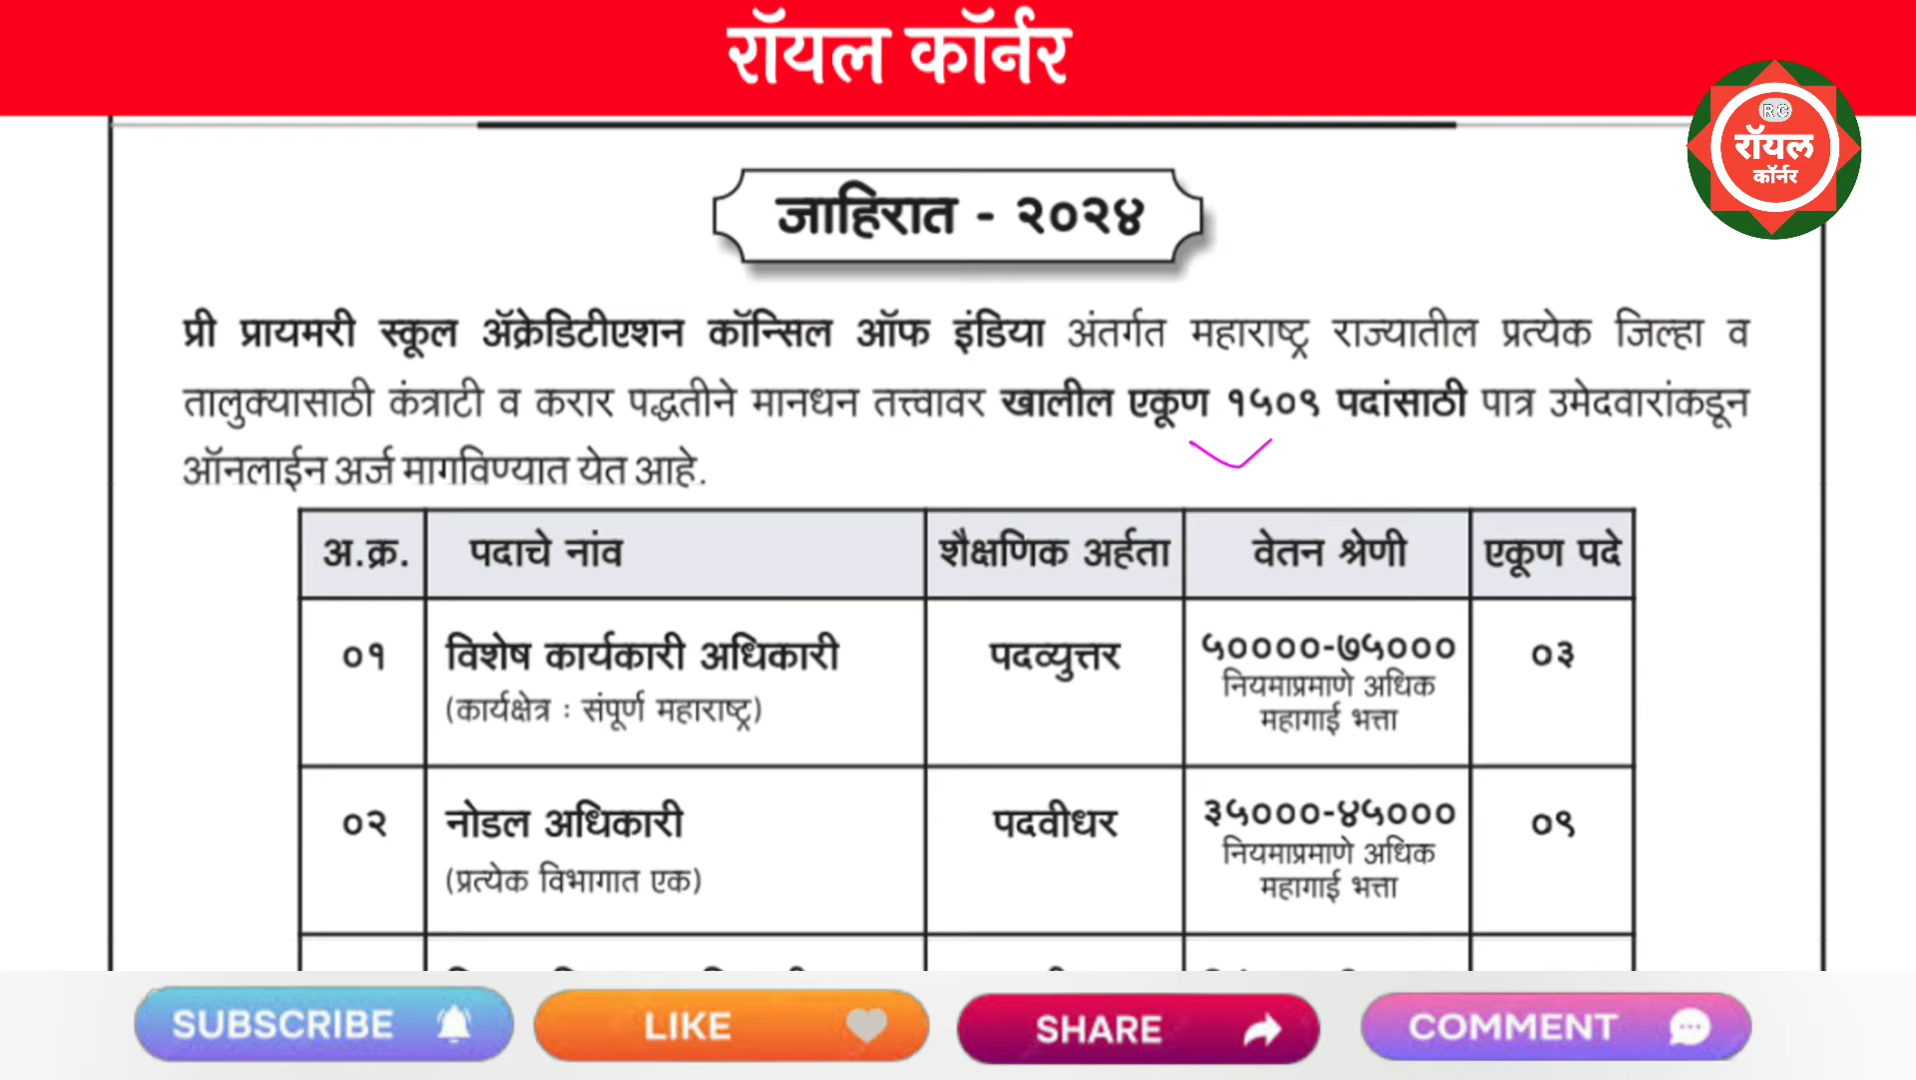 रॉयल कॉर्नर
RC
रॉयल
कॉर्नर
जाहिरात - २०२४
प्री प्रायमरी स्कूल ॲक्रेडिटीएशन कॉन्सिल ऑफ इंडिया अंतर्गत महाराष्ट्र राज्यातील प्रत्येक जिल्हा व
तालुक्यासाठी कंत्राटी व करार पद्धतीने मानधन तत्त्वावर खालील एकूण १५०९ पदांसाठी पात्र उमेदवारांकडून
ऑनलाईन अर्ज मागविण्यात येत आहे.
अ.क्र. पदाचे नांव शैक्षणिक अर्हता वेतन श्रेणी एकूण पदे
०१ विशेष कार्यकारी अधिकारी पदव्युत्तर ५००००-७५००० ०३
(कार्यक्षेत्र : संपूर्ण महाराष्ट्र) नियमाप्रमाणे अधिक
महागाई भत्ता
०२ नोडल अधिकारी पदवीधर ३५०००-४५००० ०९
(प्रत्येक विभागात एक) नियमाप्रमाणे अधिक
महागाई भत्ता
SUBSCRIBE LIKE SHARE COMMENT